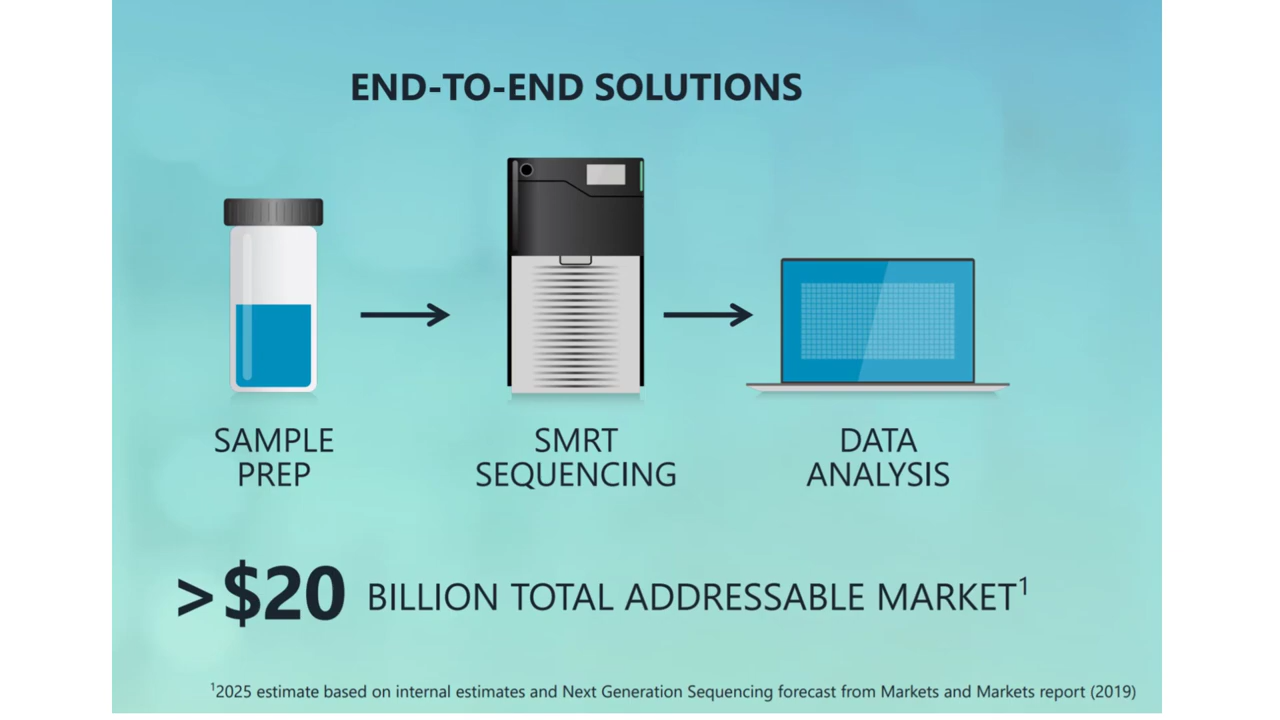 END-TO-END SOLUTIONS
SAMPLE
PREP
SMRT
SEQUENCING
DATA
ANALYSIS
>$20 BILLION TOTAL ADDRESSABLE MARKET¹
¹2025 estimate based on internal estimates and Next Generation Sequencing forecast from Markets and Markets report (2019)